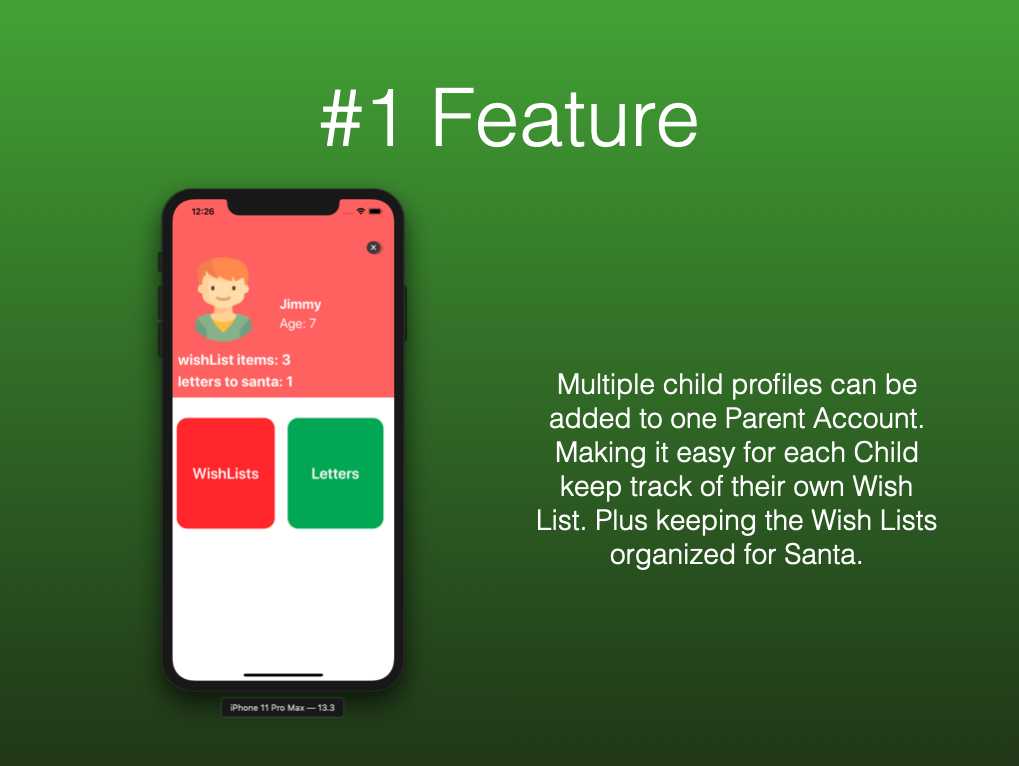 #1 Feature
12:26
Jimmy
Age: 7
wishList items: 3
letters to santa: 1
WishLists
Letters
iPhone 11 Pro Max — 13.3
Multiple child profiles can be
added to one Parent Account.
Making it easy for each Child
keep track of their own Wish
List. Plus keeping the Wish Lists
organized for Santa.